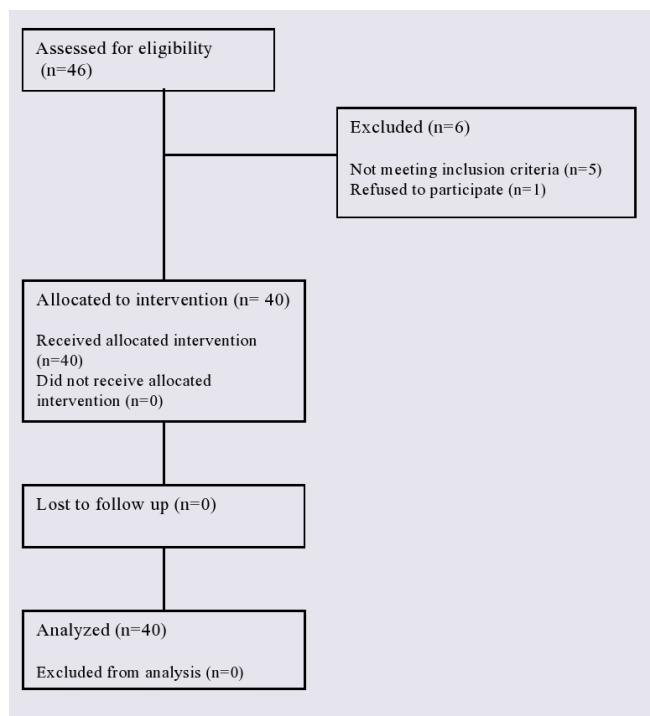 Assessed for eligibility
(n=46)
Excluded (n=6)
Not meeting inclusion criteria (n=5)
Refused to participate (n=1)
Allocated to intervention (n= 40)
Received allocated intervention
(n=40)
Did not receive allocated
intervention (n=0)
Lost to follow up (n=0)
Analyzed (n=40)
Excluded from analysis (n=0)